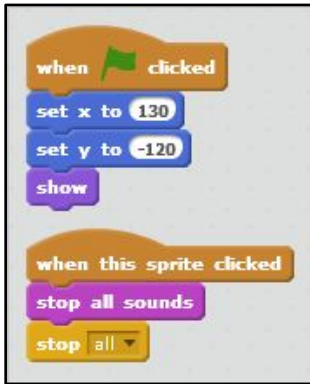 when clicked
set x to 130
set y to -120
show
when this sprite clicked
stop all sounds
stop all